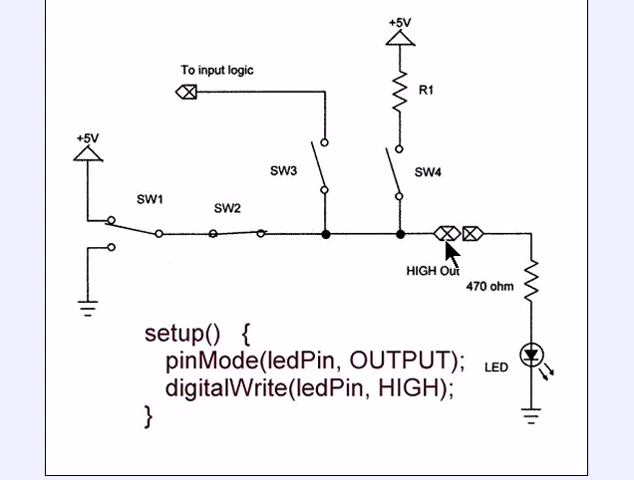 +5V
To input logic
R1
+5V
SW3
SW4
SW1
SW2
HIGH Out
470 ohm
setup() {
pinMode(ledPin, OUTPUT);
LED
digitalWrite(ledPin, HIGH);
}